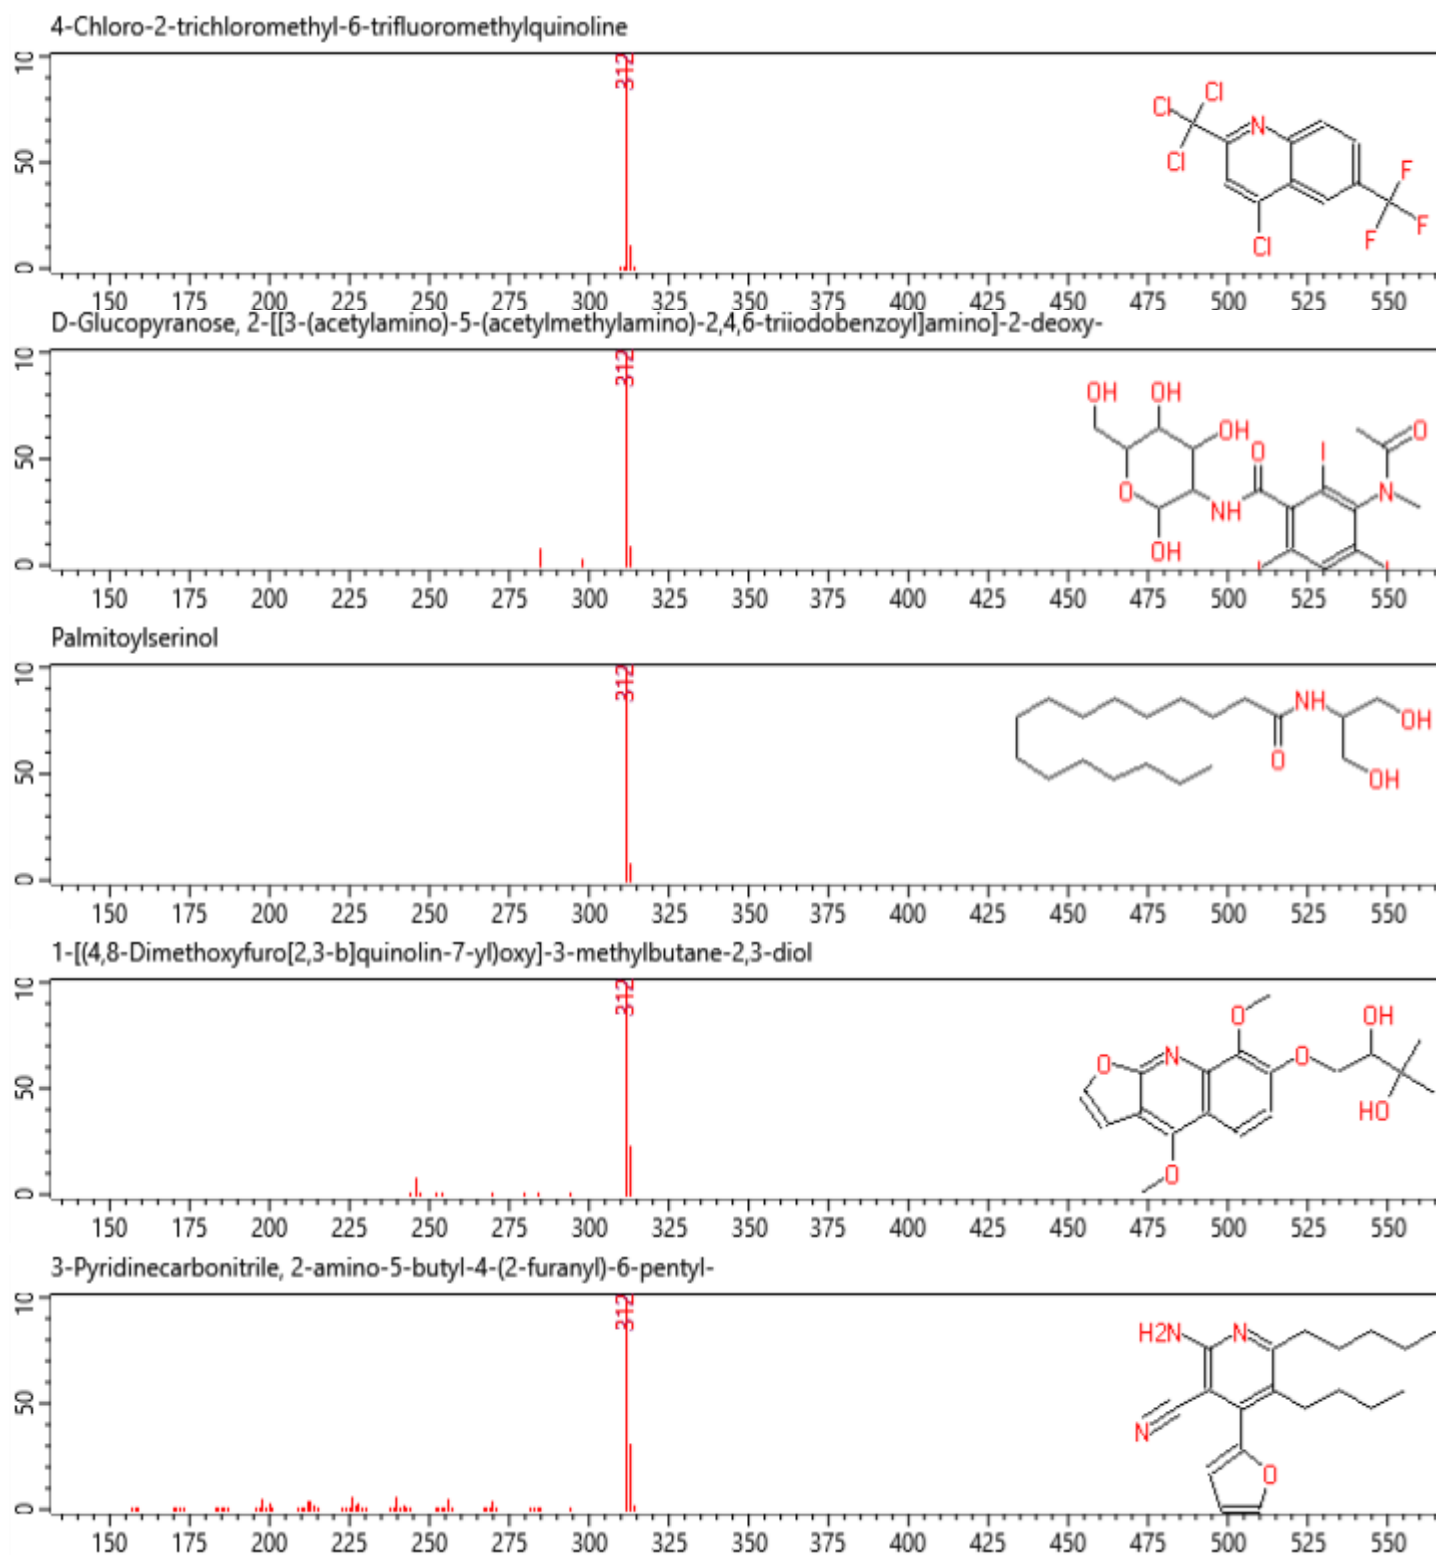 4-Chloro-2-trichloromethyl-6-trifluoromethylquinoline
10
50
0
312
Cl Cl
Cl
N
Cl
F
F
F
150 175 200 225 250 275 300 325 350 375 400 425 450 475 500 525 550
D-Glucopyranose, 2-[[3-(acetylamino)-5-(acetylmethylamino)-2,4,6-triiodobenzoyl]amino]-2-deoxy-
10
50
0
312
OH OH
OH
O
OH
NH
O
I
N
O
I I
150 175 200 225 250 275 300 325 350 375 400 425 450 475 500 525 550
Palmitoylserinol
10
50
0
312
NH
OH
O
OH
150 175 200 225 250 275 300 325 350 375 400 425 450 475 500 525 550
1-[(4,8-Dimethoxyfuro[2,3-b]quinolin-7-yl)oxy]-3-methylbutane-2,3-diol
10
50
0
312
O OH
O N O
HO
O
150 175 200 225 250 275 300 325 350 375 400 425 450 475 500 525 550
3-Pyridinecarbonitrile, 2-amino-5-butyl-4-(2-furanyl)-6-pentyl-
10
50
0
312
H2N N
N
O
150 175 200 225 250 275 300 325 350 375 400 425 450 475 500 525 550